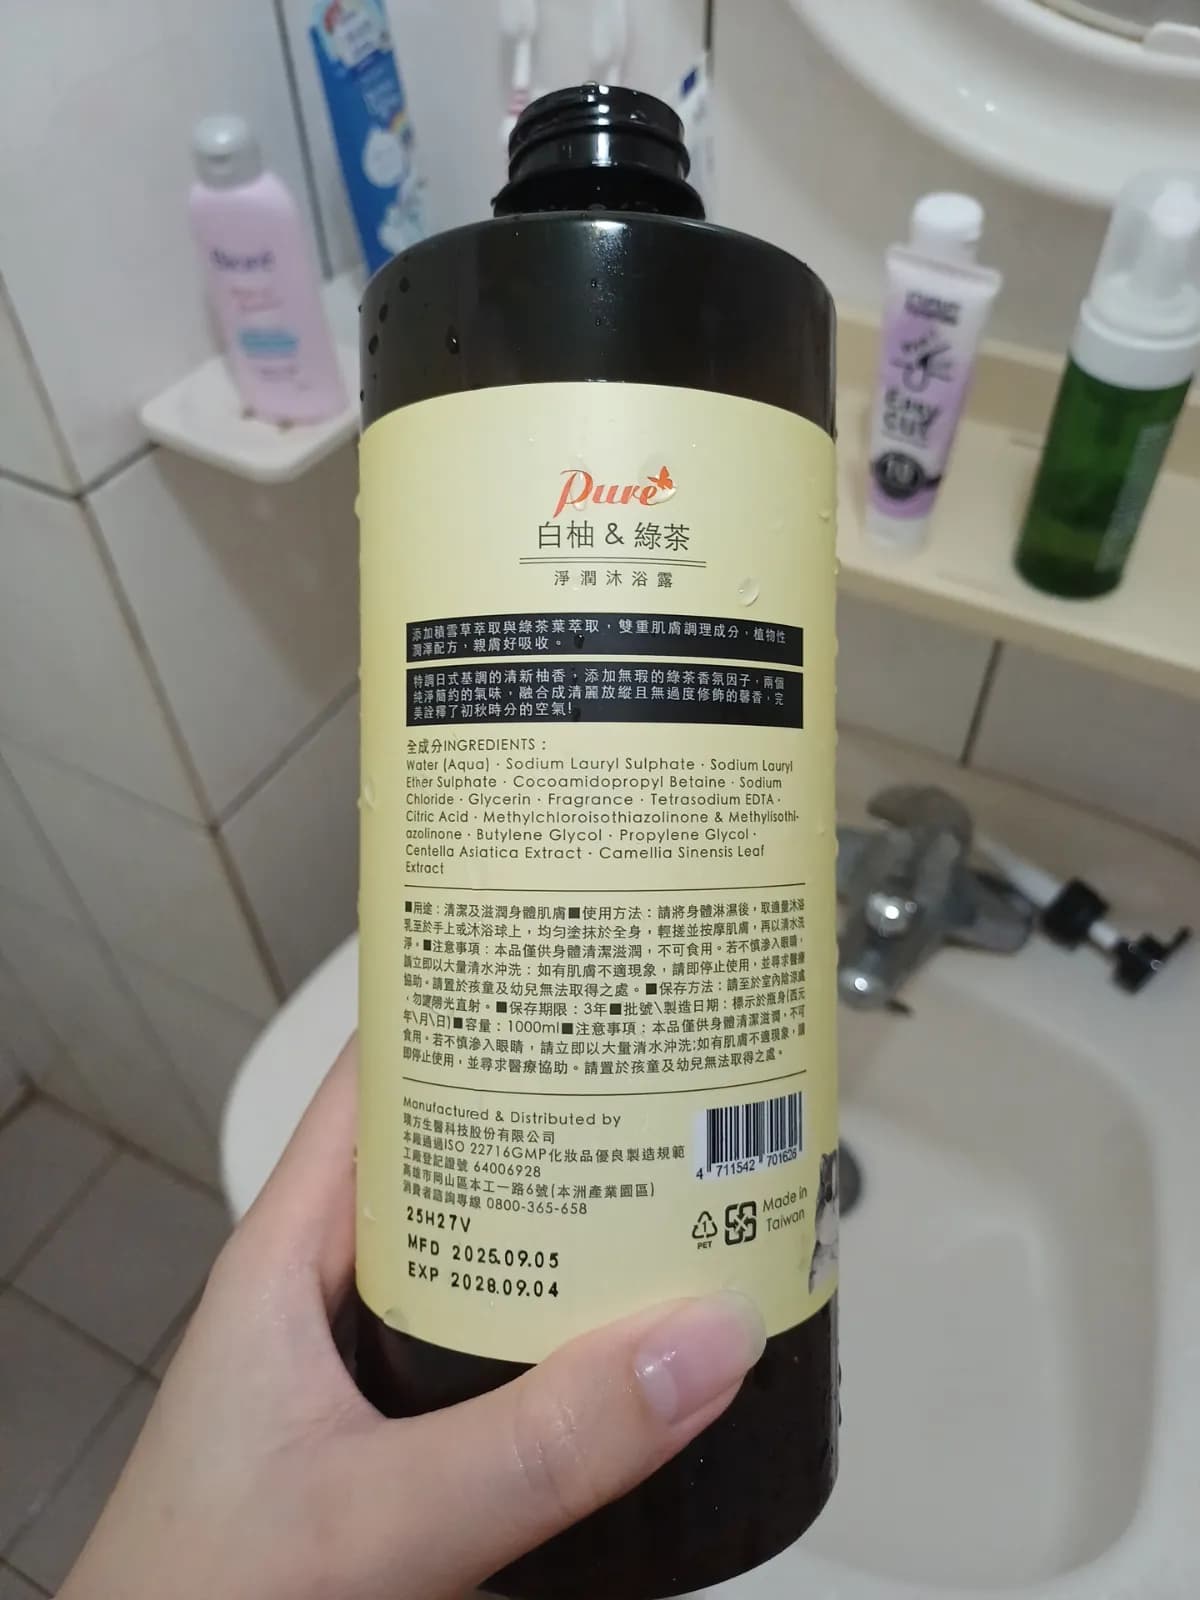 Pure
白柚 & 綠茶
淨潤沐浴露
添加積雪草萃取與綠茶葉萃取，雙重肌膚調理成分，植物性
潤澤配方，親膚好吸收。
特調日式基調的清新柚香，添加無瑕的綠茶香氛因子，兩個
純淨簡約的氣味，融合成清麗放縱且無過度修飾的馨香，完
美詮釋了初秋時分的空氣!
全成分INGREDIENTS：
Water (Aqua)．Sodium Lauryl Sulphate．Sodium Lauryl
Ether Sulphate．Cocoamidopropyl Betaine．Sodium
Chloride．Glycerin．Fragrance．Tetrasodium EDTA．
Citric Acid．Methylchloroisothiazolinone & Methylisothi-
azolinone．Butylene Glycol．Propylene Glycol．
Centella Asiatica Extract．Camellia Sinensis Leaf
Extract
■用途：清潔及滋潤身體肌膚■使用方法：請將身體淋濕後，取適量沐浴
乳至於手上或沐浴球上，均勻塗抹於全身，輕搓並按摩肌膚，再以清水洗
淨。■注意事項：本品僅供身體清潔滋潤，不可食用。若不慎滲入眼睛，
請立即以大量清水沖洗：如有肌膚不適現象，請即停止使用，並尋求醫療
協助。請置於孩童及幼兒無法取得之處。■保存方法：請至於室內陰涼處
，勿讓陽光直射。■保存期限：3年■批號\製造日期：標示於瓶身(西元
年\月\日)■容量：1000ml■注意事項：本品僅供身體清潔滋潤，不可
食用。若不慎滲入眼睛，請立即以大量清水沖洗;如有肌膚不適現象，請
即停止使用，並尋求醫療協助。請置於孩童及幼兒無法取得之處。
Manufactured & Distributed by
璞方生醫科技股份有限公司
本廠通過ISO 22716GMP化妝品優良製造規範
工廠登記證號 64006928
高雄市岡山區本工一路6號(本洲產業園區)
消費者諮詢專線 0800-365-658
25H27V
MFD 2025.09.05
EXP 2028.09.04
4 711542 701626
PET
Made in
Taiwan
Bioré
Easy
Cut